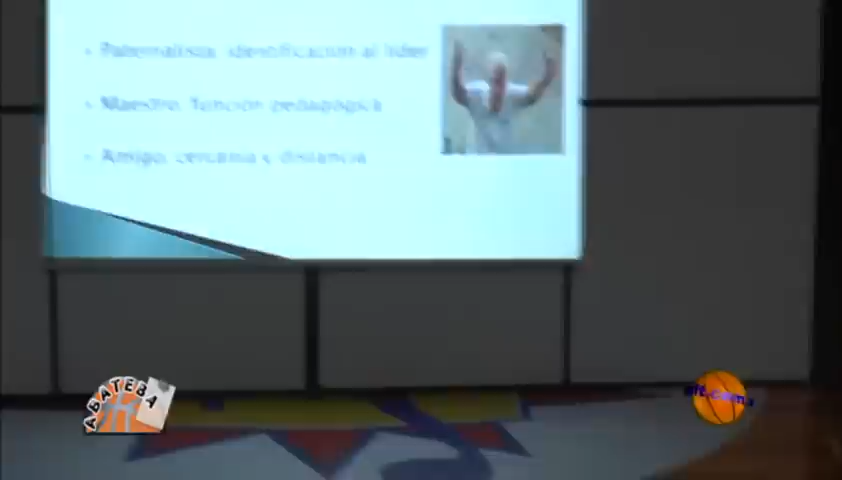 • Paternalista: identificación al líder
• Maestro: función pedagógica
• Amigo: cercanía y distancia
ABATEBA